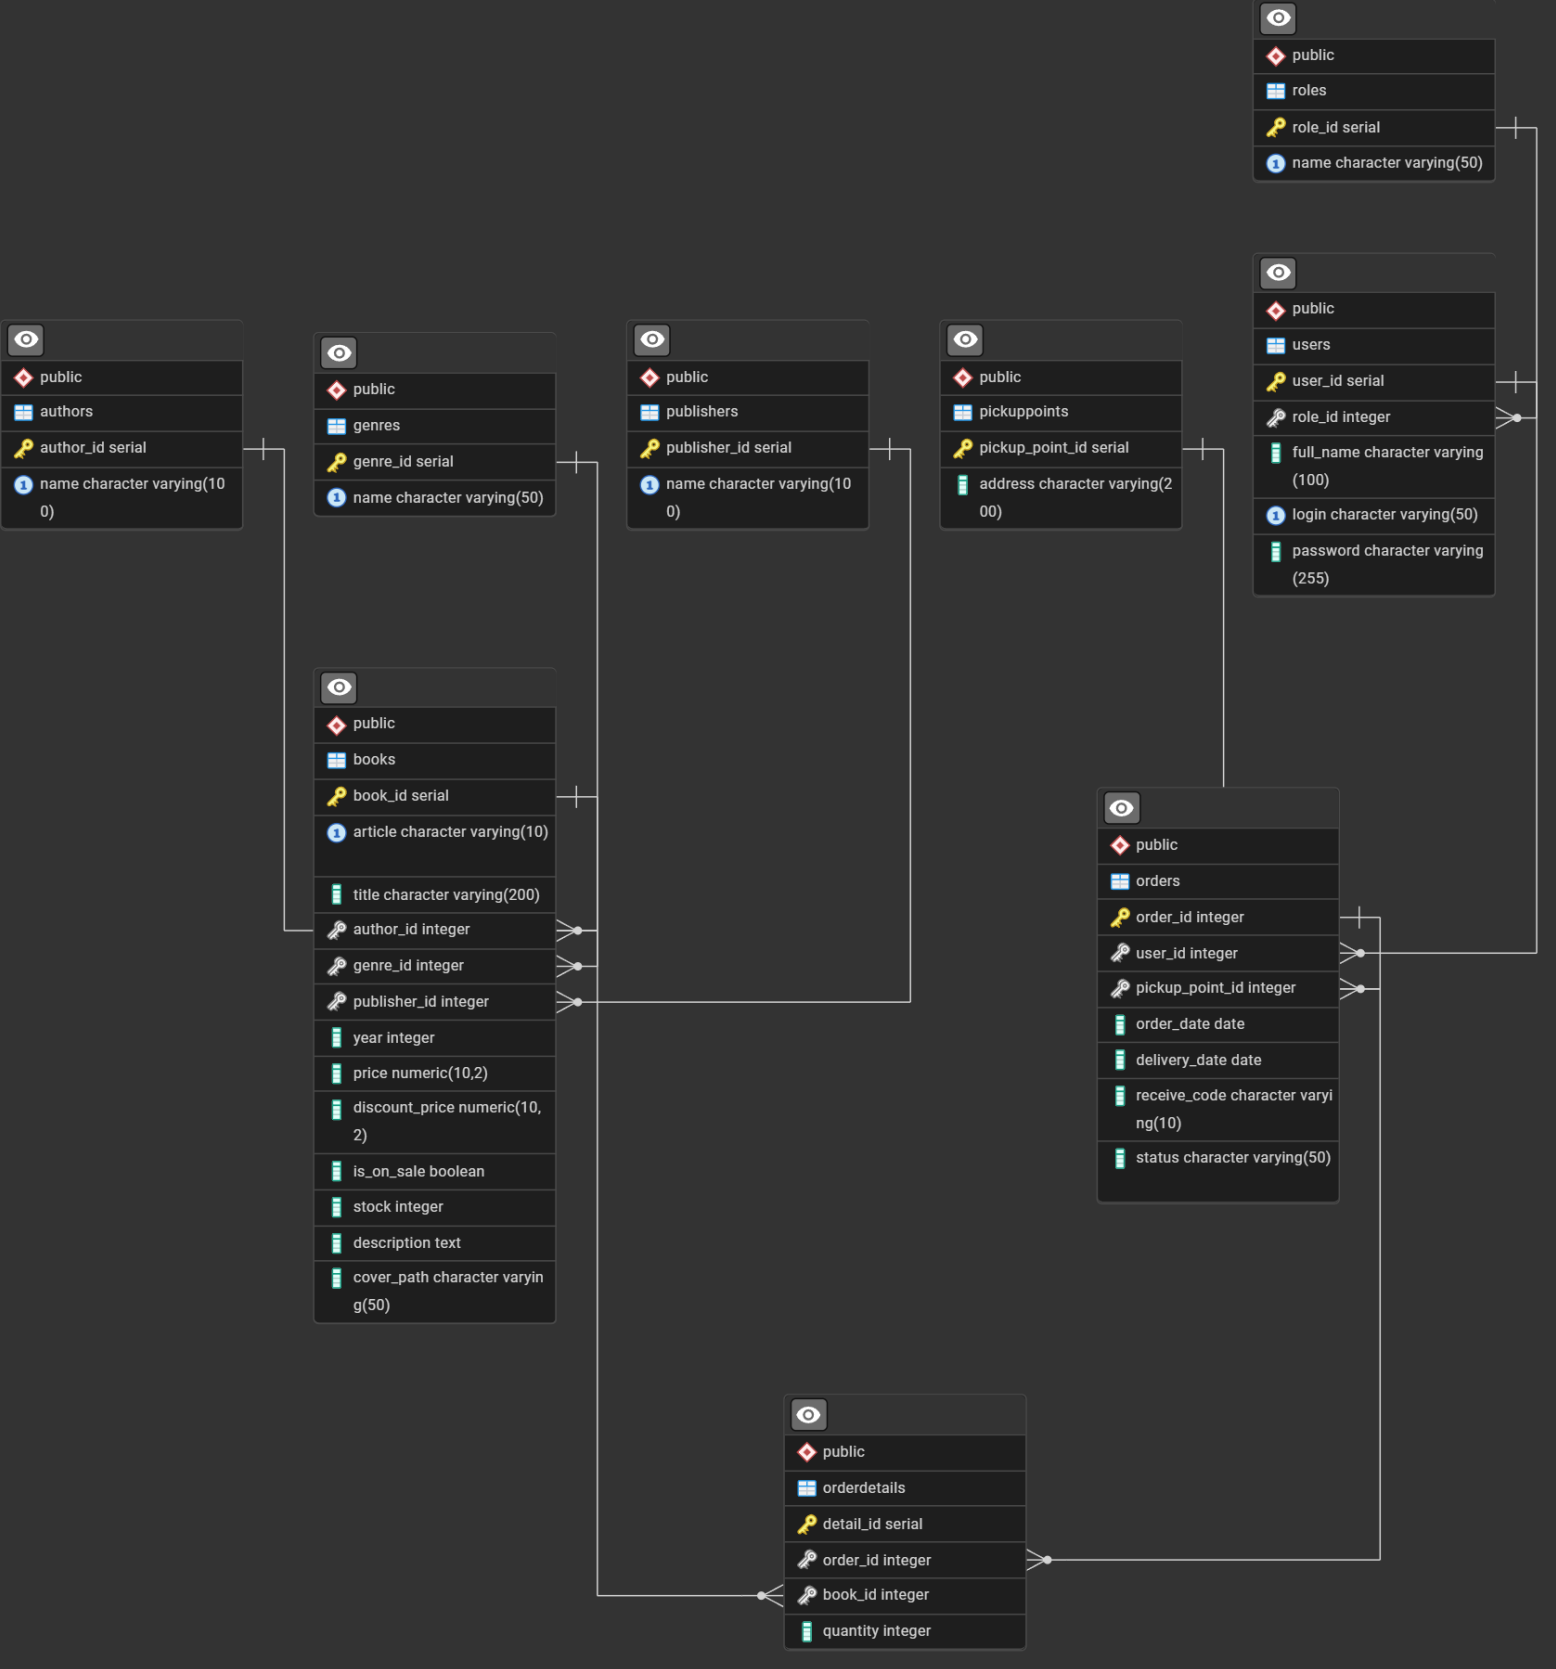 public
roles
role_id serial
name character varying(50)
public
users
user_id serial
role_id integer
full_name character varying
(100)
login character varying(50)
password character varying
(255)
public
authors
author_id serial
name character varying(10
0)
public
genres
genre_id serial
name character varying(50)
public
publishers
publisher_id serial
name character varying(10
0)
public
pickuppoints
pickup_point_id serial
address character varying(2
00)
public
books
book_id serial
article character varying(10)
title character varying(200)
author_id integer
genre_id integer
publisher_id integer
year integer
price numeric(10,2)
discount_price numeric(10,
2)
is_on_sale boolean
stock integer
description text
cover_path character varyin
g(50)
public
orders
order_id integer
user_id integer
pickup_point_id integer
order_date date
delivery_date date
receive_code character varyi
ng(10)
status character varying(50)
public
orderdetails
detail_id serial
order_id integer
book_id integer
quantity integer